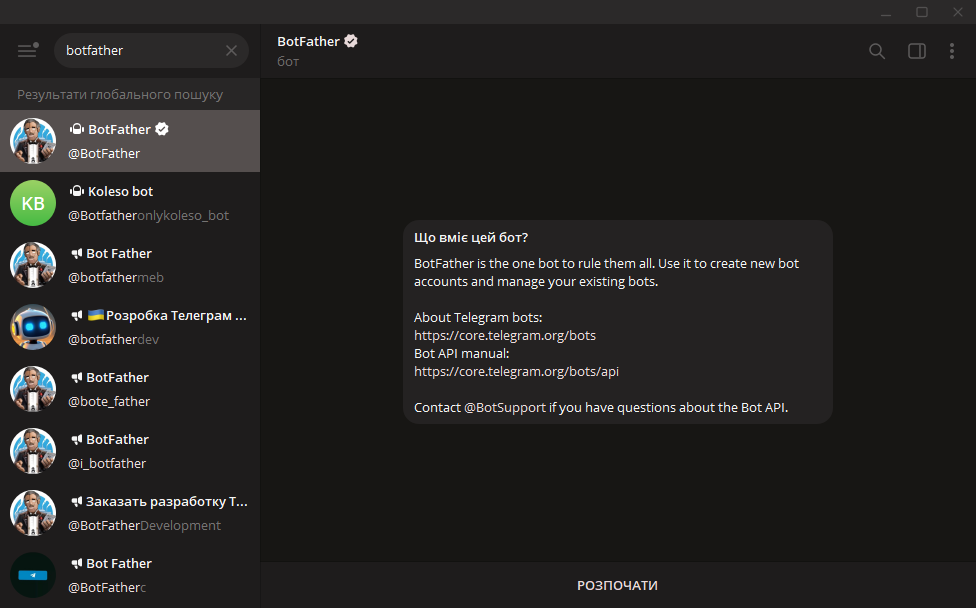 botfather
BotFather
бот
Результати глобального пошуку
BotFather
@BotFather
KB
Koleso bot
@Botfatheronlykoleso_bot
Bot Father
@botfathermeb
🇺🇦Розробка Телеграм ...
@botfatherdev
BotFather
@bote_father
BotFather
@i_botfather
Заказать разработку Т...
@BotFatherDevelopment
Bot Father
@BotFatherc
Що вміє цей бот?
BotFather is the one bot to rule them all. Use it to create new bot
accounts and manage your existing bots.
About Telegram bots:
https://core.telegram.org/bots
Bot API manual:
https://core.telegram.org/bots/api
Contact @BotSupport if you have questions about the Bot API.
РОЗПОЧАТИ